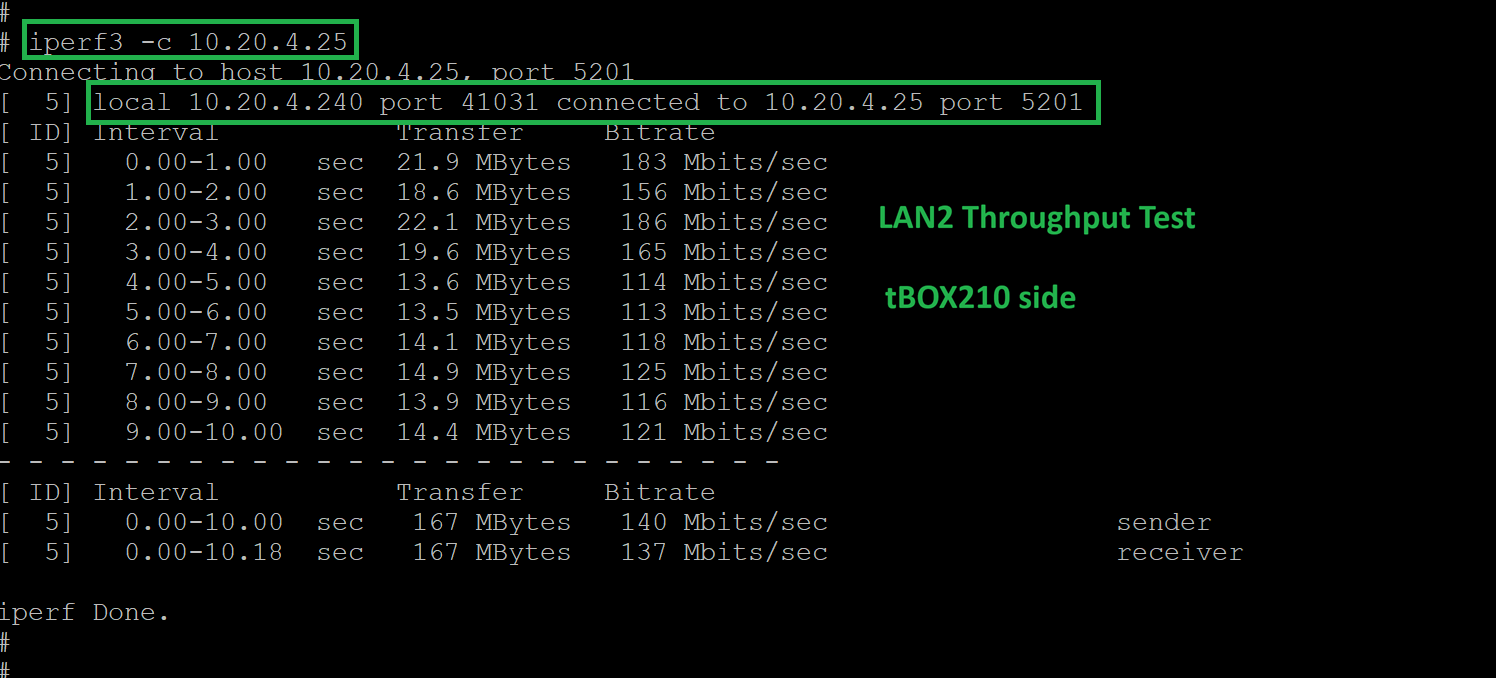 #
# iperf3 -c 10.20.4.25
Connecting to host 10.20.4.25, port 5201
[  5] local 10.20.4.240 port 41031 connected to 10.20.4.25 port 5201
[ ID] Interval           Transfer     Bitrate
[  5]   0.00-1.00   sec  21.9 MBytes   183 Mbits/sec
[  5]   1.00-2.00   sec  18.6 MBytes   156 Mbits/sec
[  5]   2.00-3.00   sec  22.1 MBytes   186 Mbits/sec
LAN2 Throughput Test
[  5]   3.00-4.00   sec  19.6 MBytes   165 Mbits/sec
[  5]   4.00-5.00   sec  13.6 MBytes   114 Mbits/sec
tBOX210 side
[  5]   5.00-6.00   sec  13.5 MBytes   113 Mbits/sec
[  5]   6.00-7.00   sec  14.1 MBytes   118 Mbits/sec
[  5]   7.00-8.00   sec  14.9 MBytes   125 Mbits/sec
[  5]   8.00-9.00   sec  13.9 MBytes   116 Mbits/sec
[  5]   9.00-10.00  sec  14.4 MBytes   121 Mbits/sec
- - - - - - - - - - - - - - - - - - - - - - - - -
[ ID] Interval           Transfer     Bitrate
[  5]   0.00-10.00  sec   167 MBytes   140 Mbits/sec                  sender
[  5]   0.00-10.18  sec   167 MBytes   137 Mbits/sec                  receiver
iperf Done.
#
#